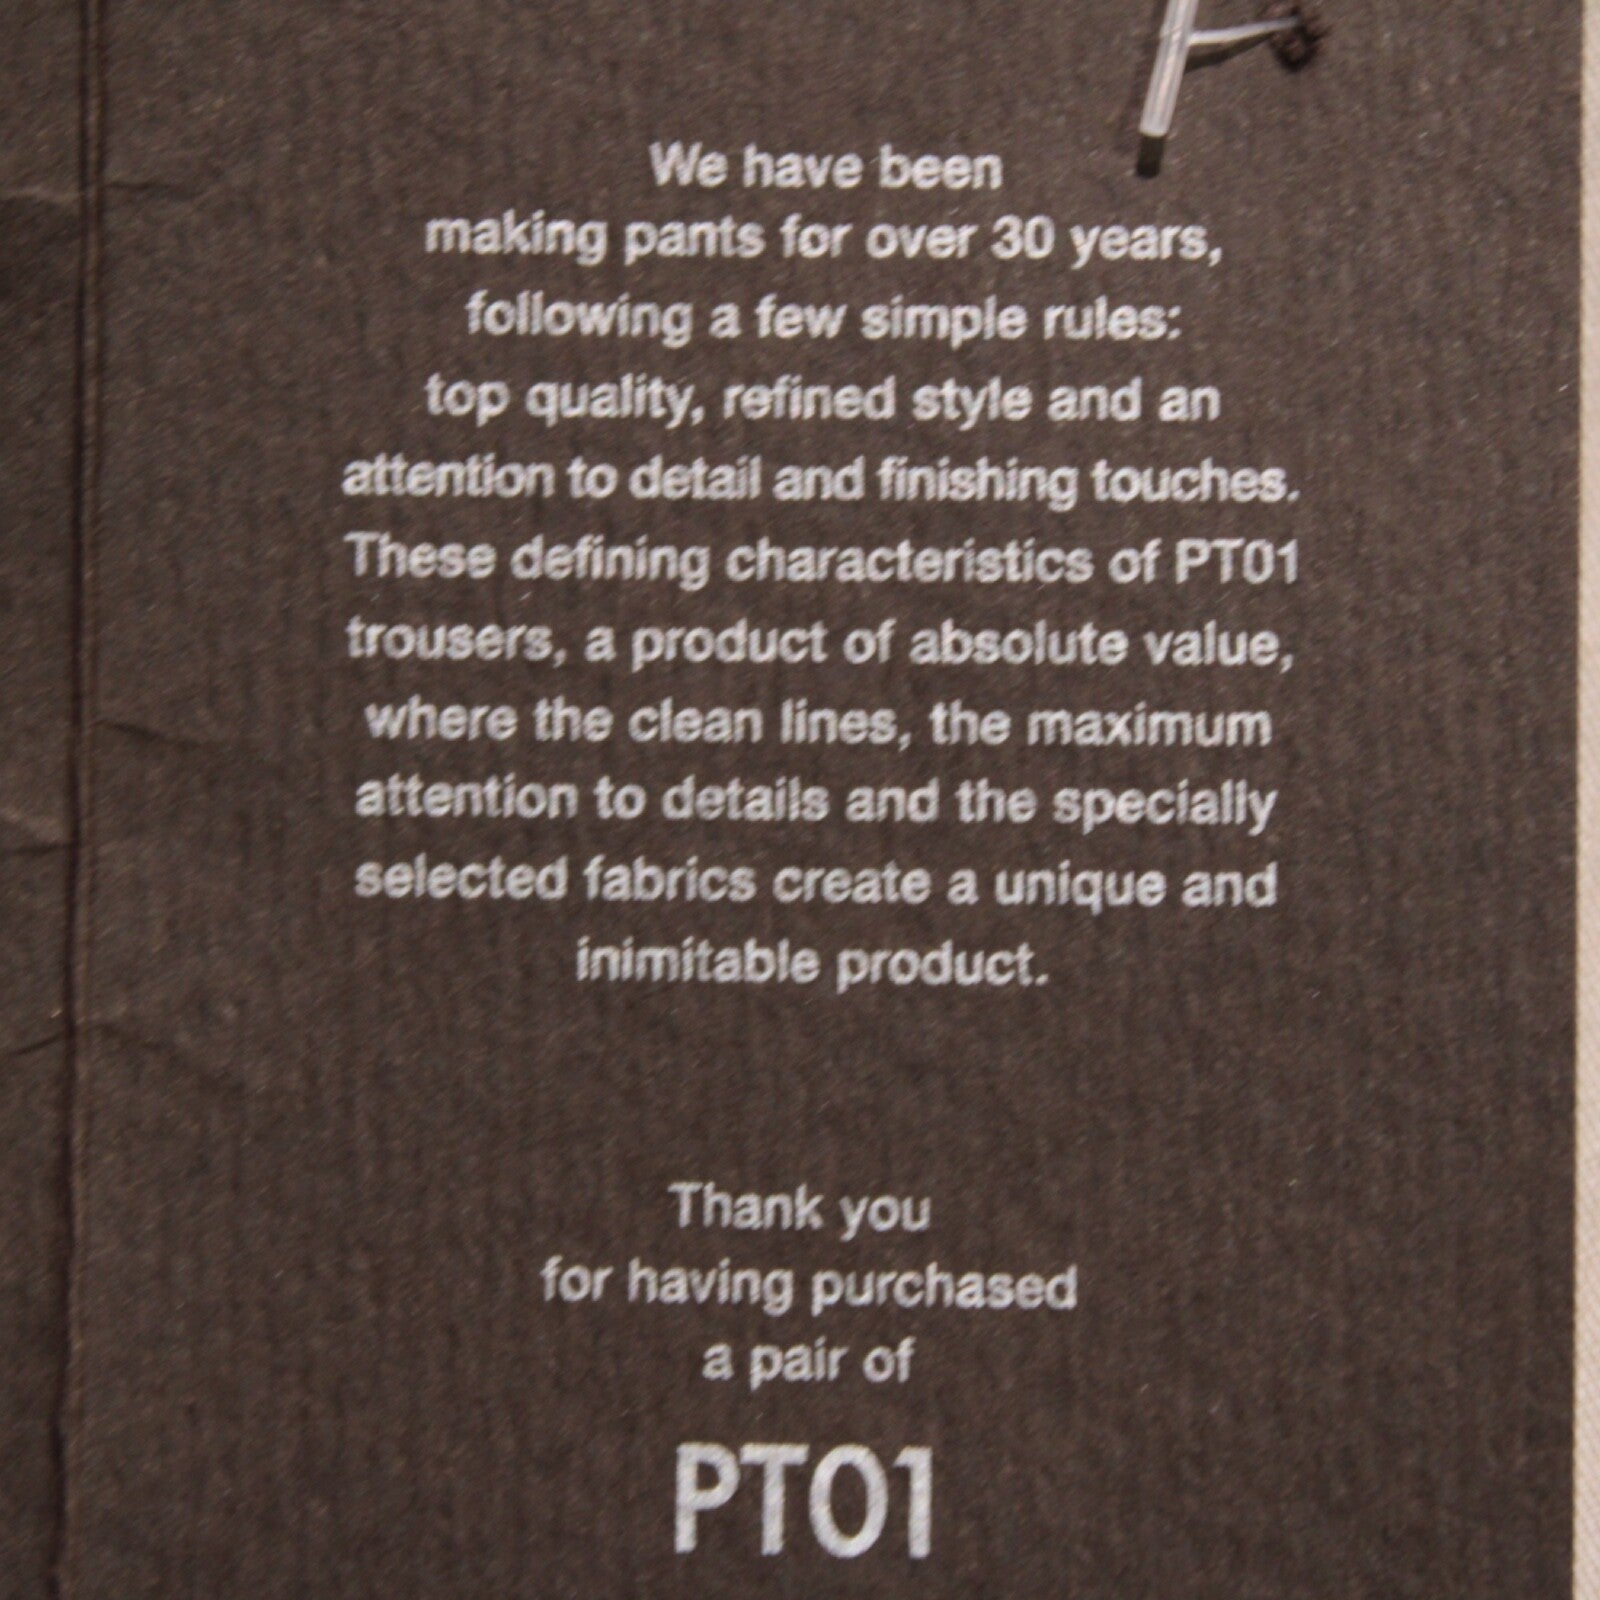 We have been
making pants for over 30 years,
following a few simple rules:
top quality, refined style and an
attention to detail and finishing touches.
These defining characteristics of PT01
trousers, a product of absolute value,
where the clean lines, the maximum
attention to details and the specially
selected fabrics create a unique and
inimitable product.
Thank you
for having purchased
a pair of
PT01